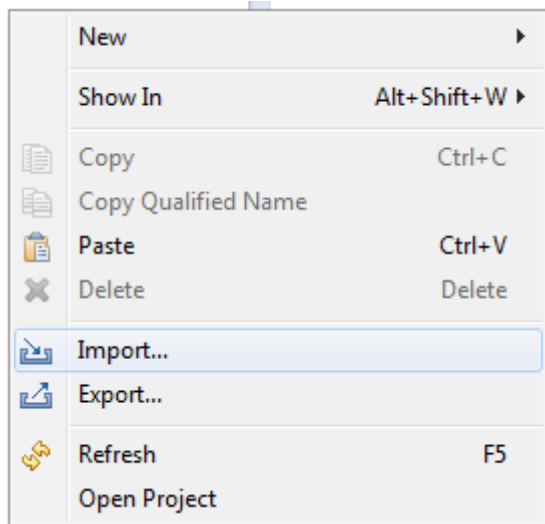 New
Show In Alt+Shift+W
Copy Ctrl+C
Copy Qualified Name
Paste Ctrl+V
Delete Delete
Import...
Export...
Refresh F5
Open Project